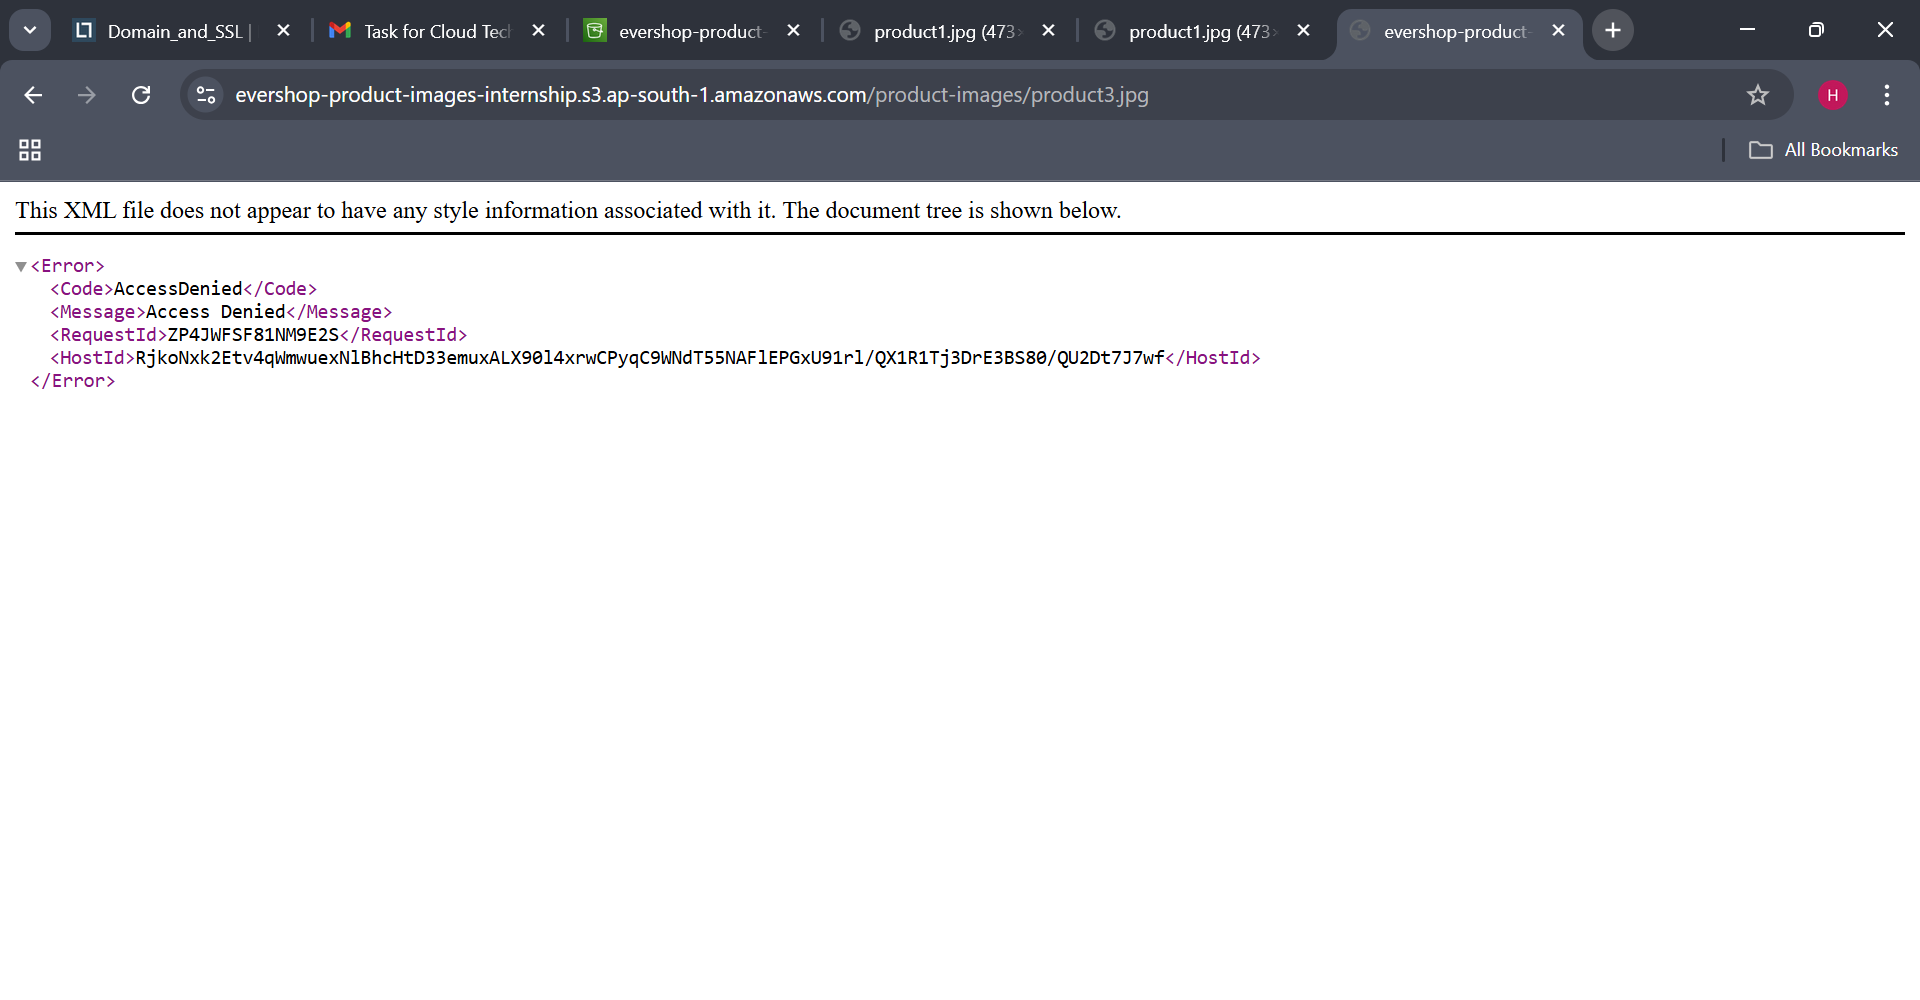 Domain_and_SSL |
Task for Cloud Tech
evershop-product-
product1.jpg (473×
product1.jpg (473×
evershop-product-
evershop-product-images-internship.s3.ap-south-1.amazonaws.com/product-images/product3.jpg
H
All Bookmarks
This XML file does not appear to have any style information associated with it. The document tree is shown below.
<Error>
<Code>AccessDenied</Code>
<Message>Access Denied</Message>
<RequestId>ZP4JWFSF81NM9E2S</RequestId>
<HostId>RjkoNxk2Etv4qWmwuexNlBhcHtD33emuxALX90l4xrwCPyqC9WNdT55NAFlEPGxU91rl/QX1R1Tj3DrE3BS80/QU2Dt7J7wf</HostId>
</Error>